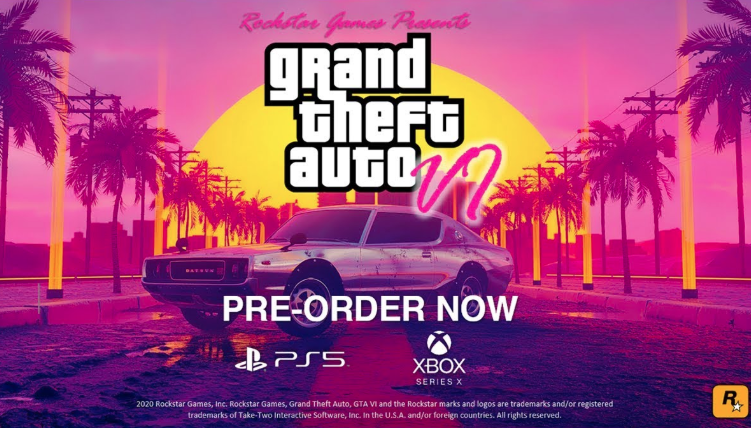 Rockstar Games Presents
grand
theft
auto VI
PRE-ORDER NOW
PS5
XBOX
SERIES X
2020 Rockstar Games, Inc. Rockstar Games, Grand Theft Auto, GTA VI and the Rockstar marks and logos are trademarks and/or registered
trademarks of Take-Two Interactive Software, Inc. In the U.S.A. and/or foreign countries. All rights reserved.
R